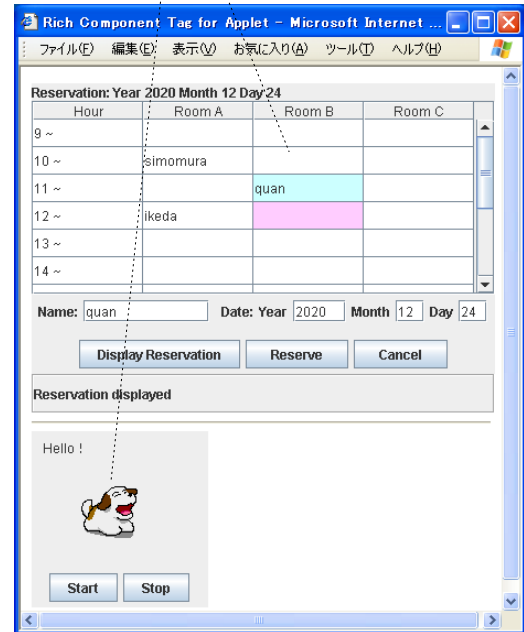 Rich Component Tag for Applet - Microsoft Internet ...
ファイル(F) 編集(E) 表示(V) お気に入り(A) ツール(T) ヘルプ(H)
Reservation: Year 2020 Month 12 Day 24
Hour Room A Room B Room C
9 ~
10 ~ simomura
11 ~ quan
12 ~ ikeda
13 ~
14 ~
Name: quan Date: Year 2020 Month 12 Day 24
Display Reservation Reserve Cancel
Reservation displayed
Hello !
Start Stop